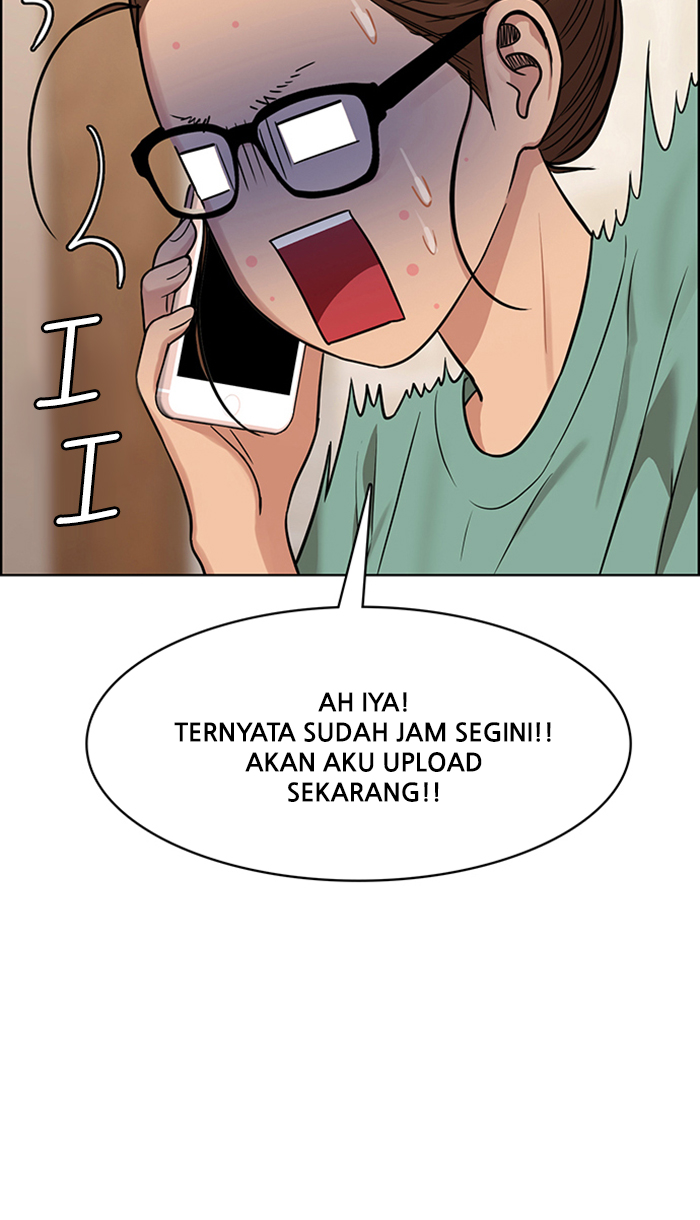 I
I
AH IYA!
TERNYATA SUDAH JAM SEGINI!!
AKAN AKU UPLOAD
SEKARANG!!